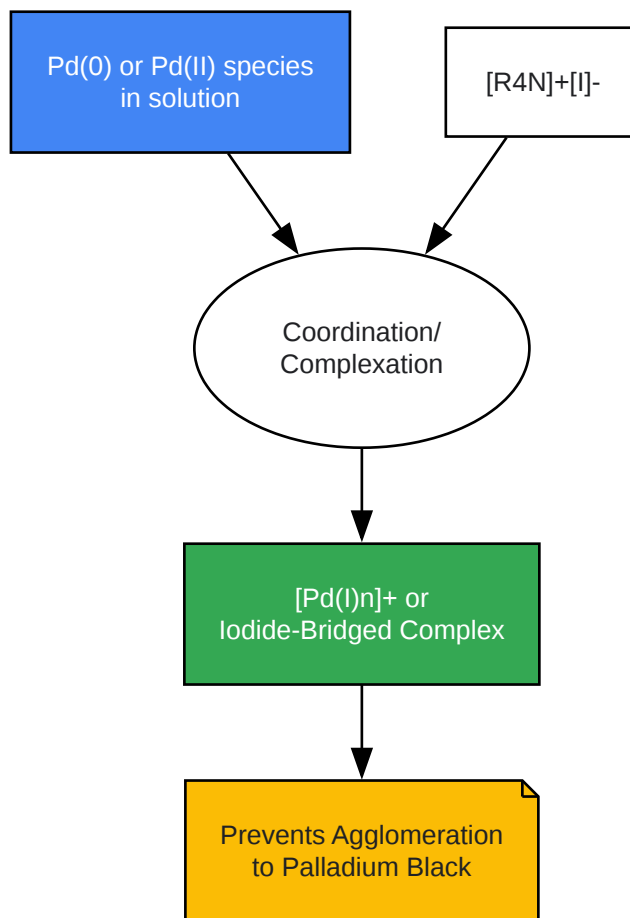 Pd(0) or Pd(II) species
in solution
[R4N]+[I]-
Coordination/
Complexation
[Pd(I)n]+ or
Iodide-Bridged Complex
Prevents Agglomeration
to Palladium Black